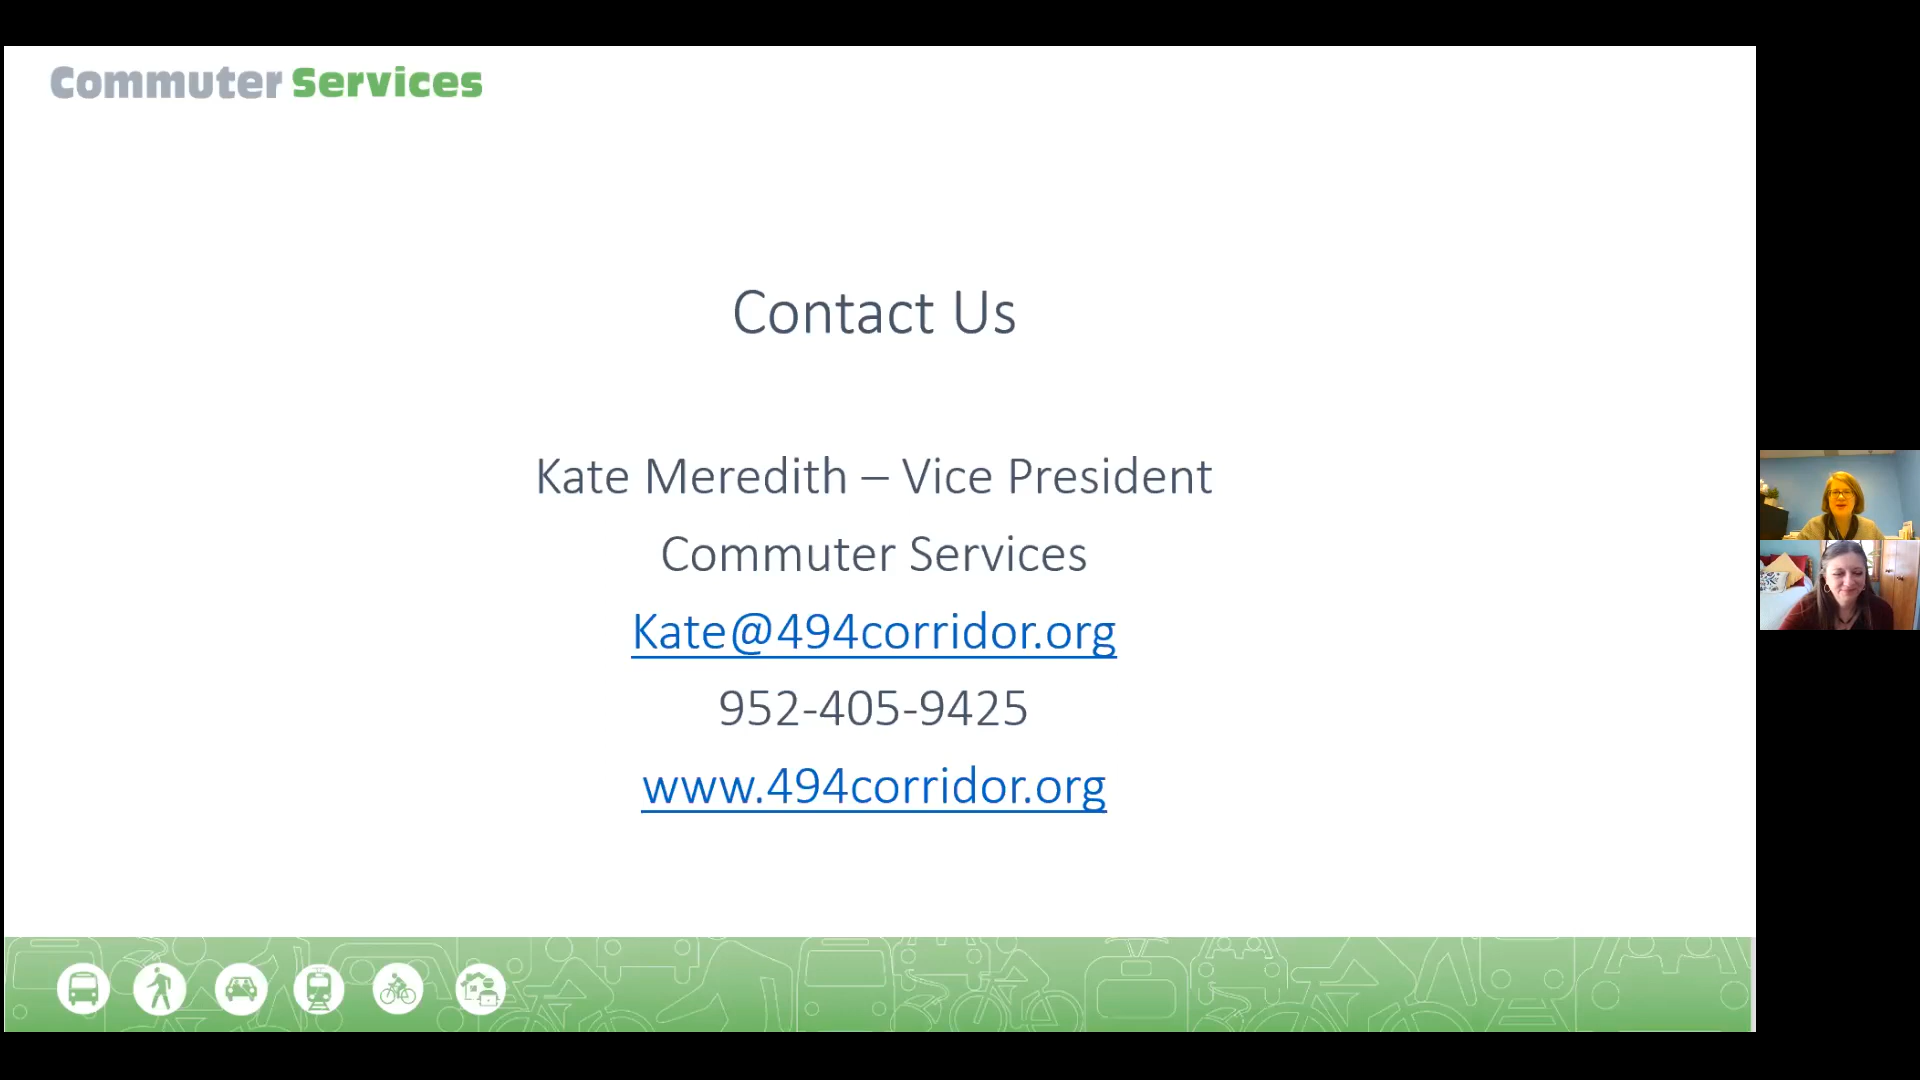 Commuter Services
Contact Us
Kate Meredith – Vice President
Commuter Services
Kate@494corridor.org
952-405-9425
www.494corridor.org